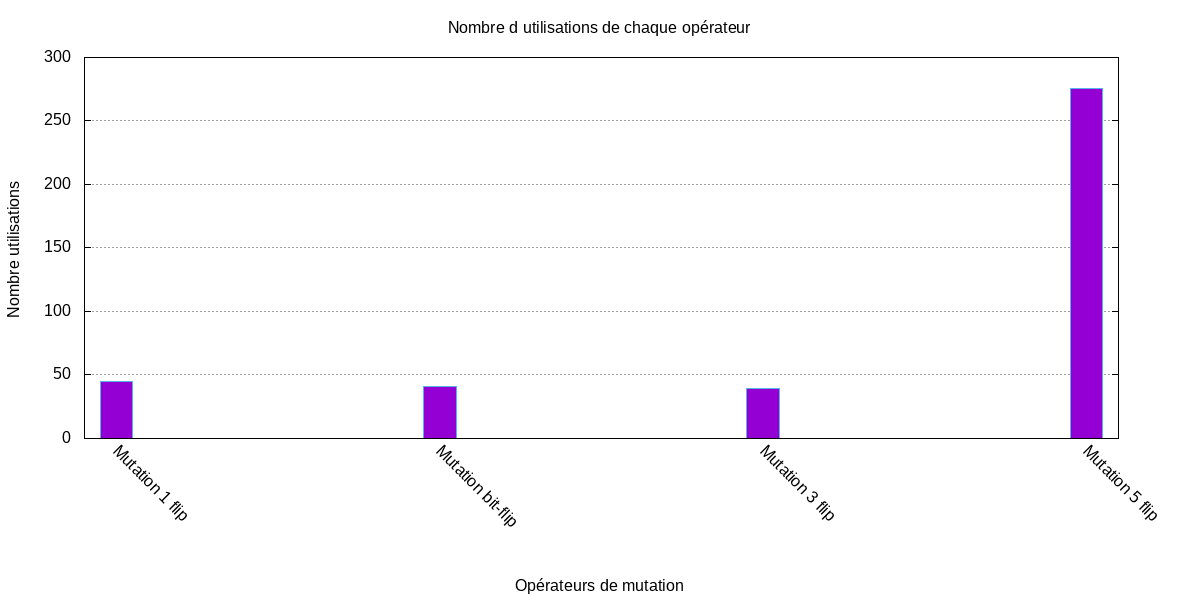 Nombre d utilisations de chaque opérateur
300
250
200
150
100
50
0
Nombre utilisations
Mutation 1 flip
Mutation bit-flip
Mutation 3 flip
Mutation 5 flip
Opérateurs de mutation